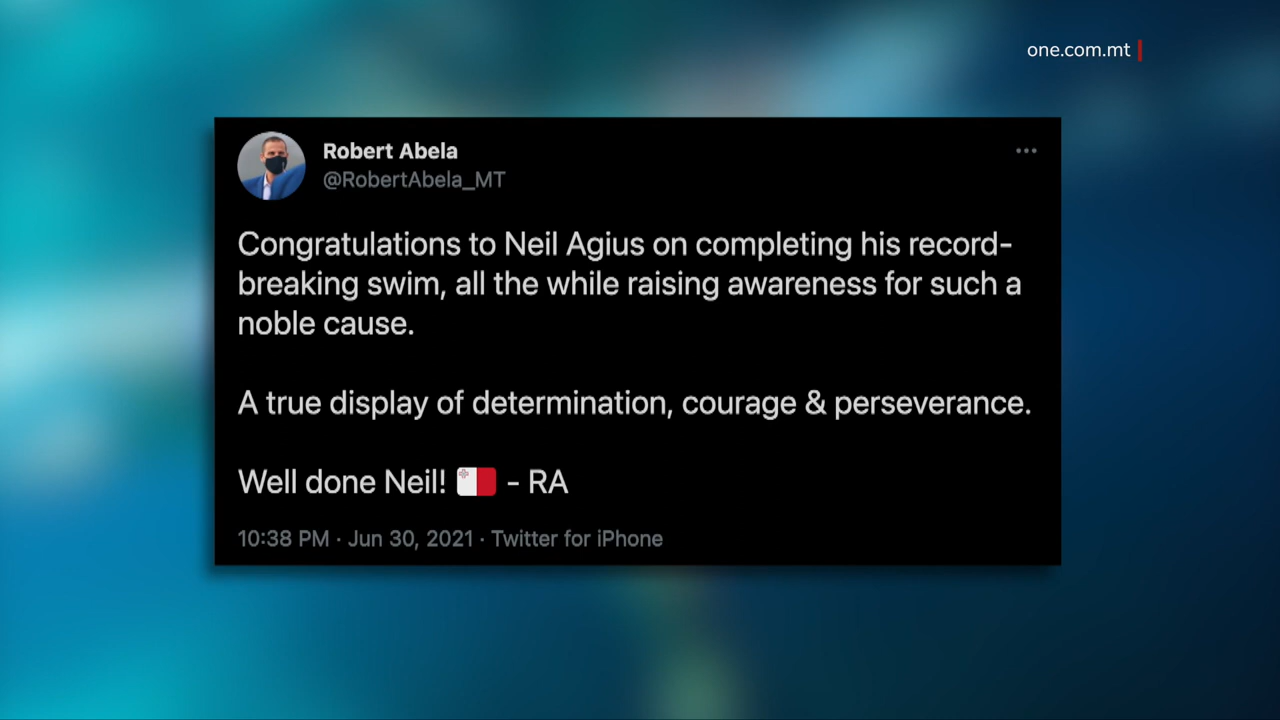 one.com.mt
Robert Abela
@RobertAbela_MT
Congratulations to Neil Agius on completing his record-
breaking swim, all the while raising awareness for such a
noble cause.
A true display of determination, courage & perseverance.
Well done Neil! 🇲🇹 - RA
10:38 PM · Jun 30, 2021 · Twitter for iPhone